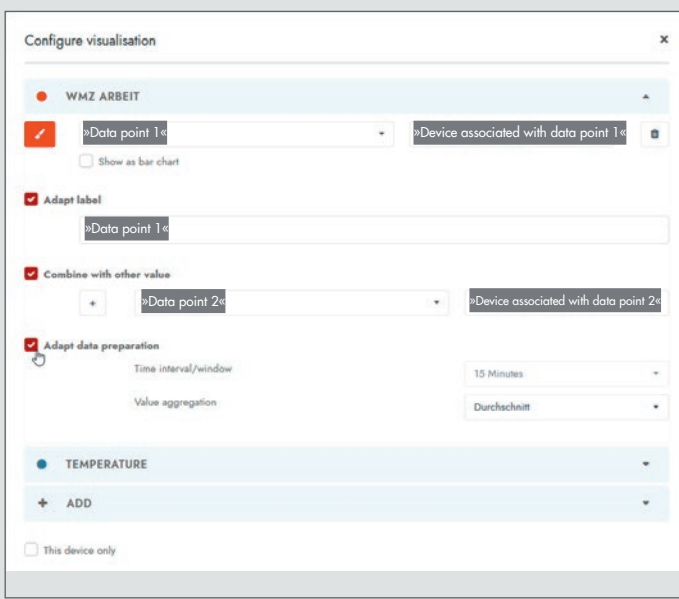 Configure visualisation ×
WMZ ARBEIT
»Data point 1« »Device associated with data point 1«
Show as bar chart
Adapt label
»Data point 1«
Combine with other value
+ »Data point 2« »Device associated with data point 2«
Adapt data preparation
Time interval/window 15 Minutes
Value aggregation Durchschnitt
TEMPERATURE
+ ADD
This device only